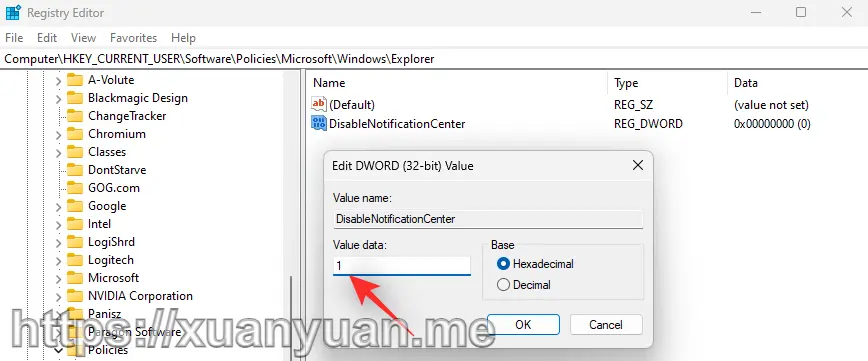 Registry Editor
File Edit View Favorites Help
Computer\HKEY_CURRENT_USER\Software\Policies\Microsoft\Windows\Explorer
A-Volute
Blackmagic Design
ChangeTracker
Chromium
Classes
DontStarve
GOG.com
Google
Intel
LogiShrd
Logitech
Microsoft
NVIDIA Corporation
Panisz
Paragon Software
Policies
Name Type Data
ab (Default) REG_SZ (value not set)
DisableNotificationCenter REG_DWORD 0x00000000 (0)
Edit DWORD (32-bit) Value
Value name:
DisableNotificationCenter
Value data:
1
Base
Hexadecimal
Decimal
OK Cancel
https://xuanyuan.me